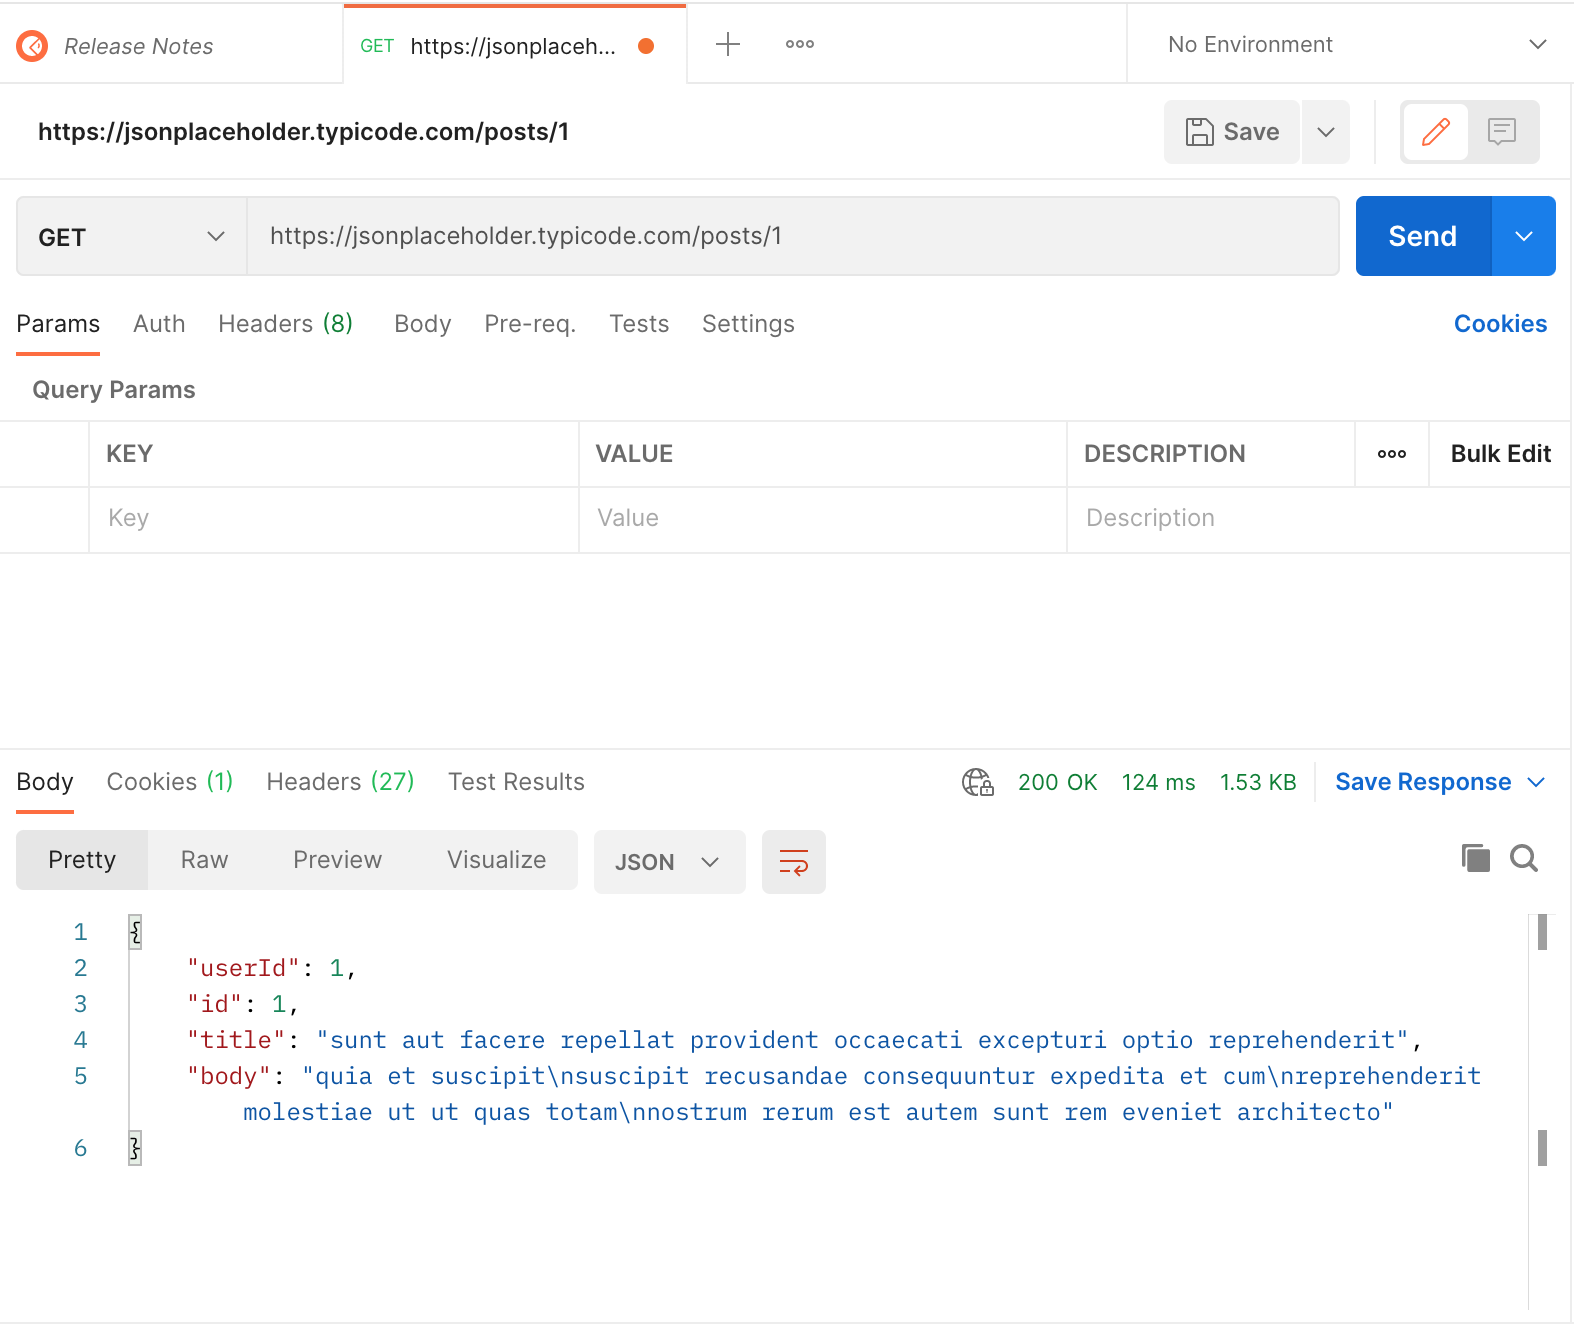 Release Notes
GET https://jsonplaceh...
No Environment
https://jsonplaceholder.typicode.com/posts/1
Save
GET
https://jsonplaceholder.typicode.com/posts/1
Send
Params Auth Headers (8) Body Pre-req. Tests Settings Cookies
Query Params
KEY VALUE DESCRIPTION Bulk Edit
Key Value Description
Body Cookies (1) Headers (27) Test Results 200 OK 124 ms 1.53 KB Save Response
Pretty Raw Preview Visualize JSON
1 {
2 "userId": 1,
3 "id": 1,
4 "title": "sunt aut facere repellat provident occaecati excepturi optio reprehenderit",
5 "body": "quia et suscipit\nsuscipit recusandae consequuntur expedita et cum\nreprehenderit
molestiae ut ut quas totam\nnostrum rerum est autem sunt rem eveniet architecto"
6 }